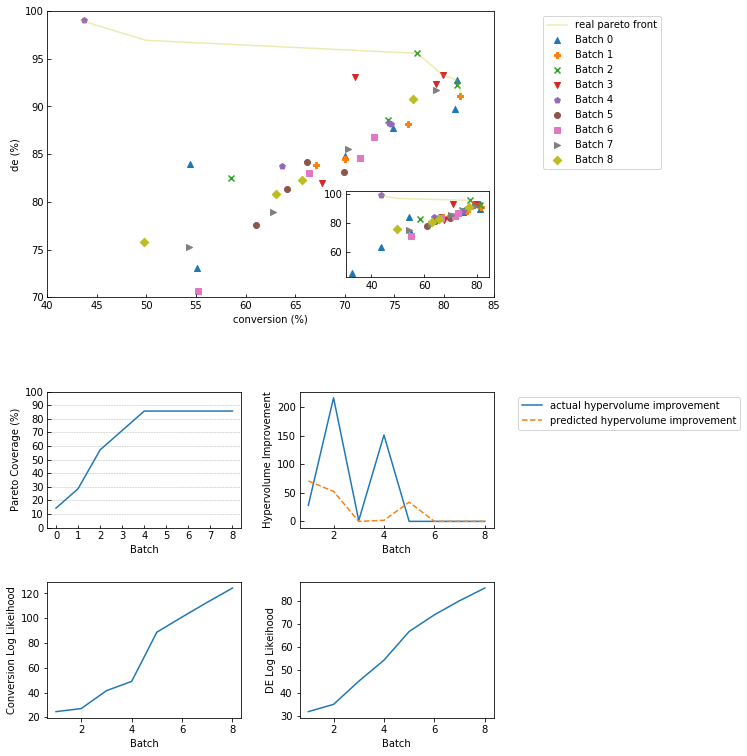 100
95
90
85
80
75
70
de (%)
40 45 50 55 60 65 70 75 80 85
conversion (%)
100
80
60
40 60 80
real pareto front
Batch 0
Batch 1
Batch 2
Batch 3
Batch 4
Batch 5
Batch 6
Batch 7
Batch 8
100
90
80
70
60
50
40
30
20
10
0
Pareto Coverage (%)
0 1 2 3 4 5 6 7 8
Batch
200
150
100
50
0
Hypervolume Improvement
2 4 6 8
Batch
actual hypervolume improvement
predicted hypervolume improvement
120
100
80
60
40
20
Conversion Log Likeihood
2 4 6 8
Batch
80
70
60
50
40
30
DE Log Likeihood
2 4 6 8
Batch